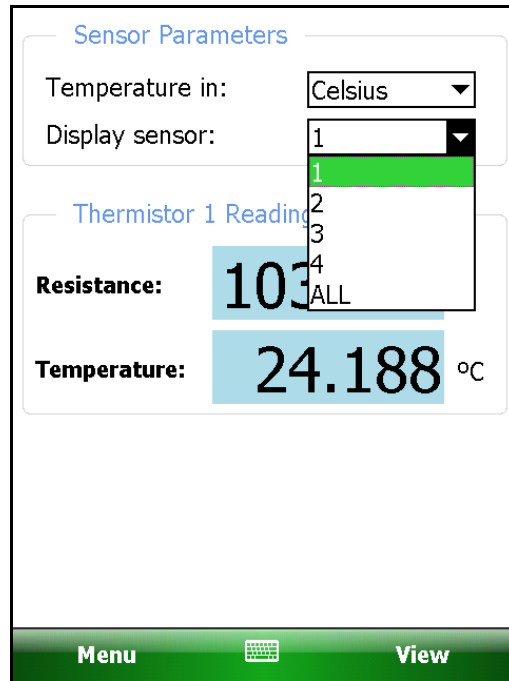 Sensor Parameters
Temperature in: Celsius
Display sensor: 1
1
2
3
4
ALL
Thermistor 1
Resistance:
Temperature: 24.188 ºC
Menu View